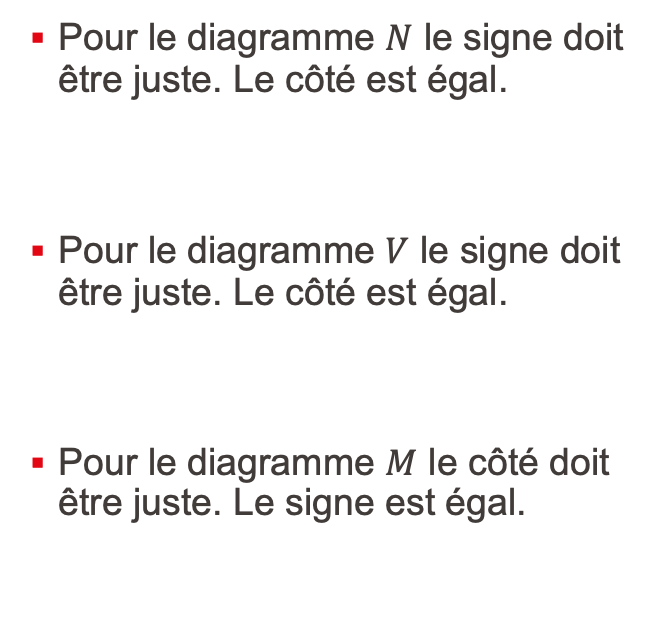 ▪ Pour le diagramme N le signe doit
être juste. Le côté est égal.
▪ Pour le diagramme V le signe doit
être juste. Le côté est égal.
▪ Pour le diagramme M le côté doit
être juste. Le signe est égal.